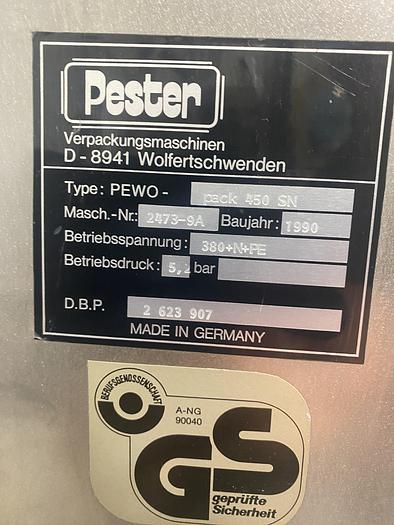 Pester
Verpackungsmaschinen
D-8941 Wolfertschwenden
Type: PEWO- pack 450 SN
Masch.-Nr.: 2473-9A Baujahr: 1990
Betriebsspannung: 380+N+PE
Betriebsdruck: 5,2 bar
D.B.P. 2 623 907
MADE IN GERMANY
BERUFSGENOSSENSCHAFT
A-NG
90040
GS
geprüfte
Sicherheit